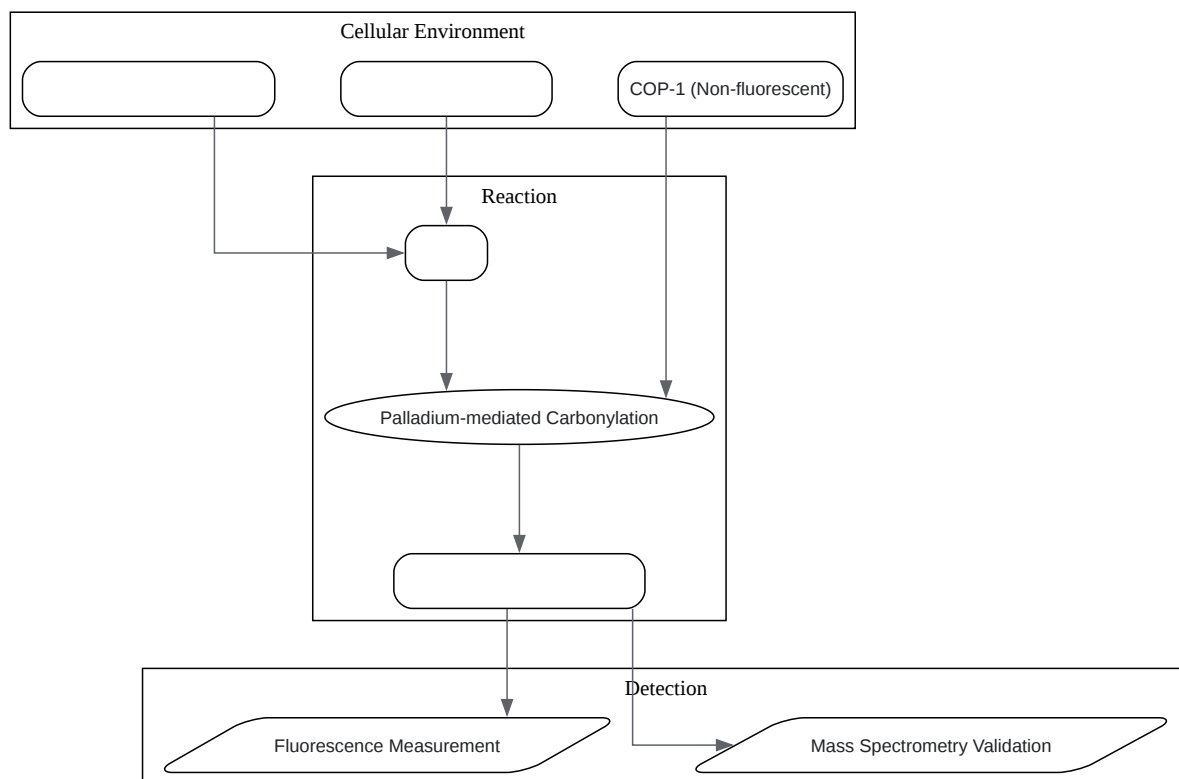 Cellular Environment
COP-1 (Non-fluorescent)
Reaction
Palladium-mediated Carbonylation
Detection
Fluorescence Measurement
Mass Spectrometry Validation